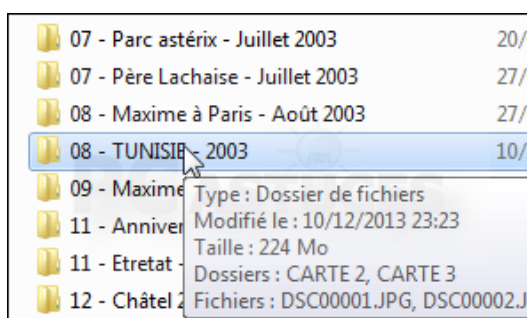 07 - Parc astérix - Juillet 2003 20/
07 - Père Lachaise - Juillet 2003 27/
08 - Maxime à Paris - Août 2003 27/
08 - TUNISIE - 2003 10/
09 - Maxime
Type : Dossier de fichiers
11 - Anniver
Modifié le : 10/12/2013 23:23
Taille : 224 Mo
11 - Etretat -
Dossiers : CARTE 2, CARTE 3
12 - Châtel 2
Fichiers : DSC00001.JPG, DSC00002.J